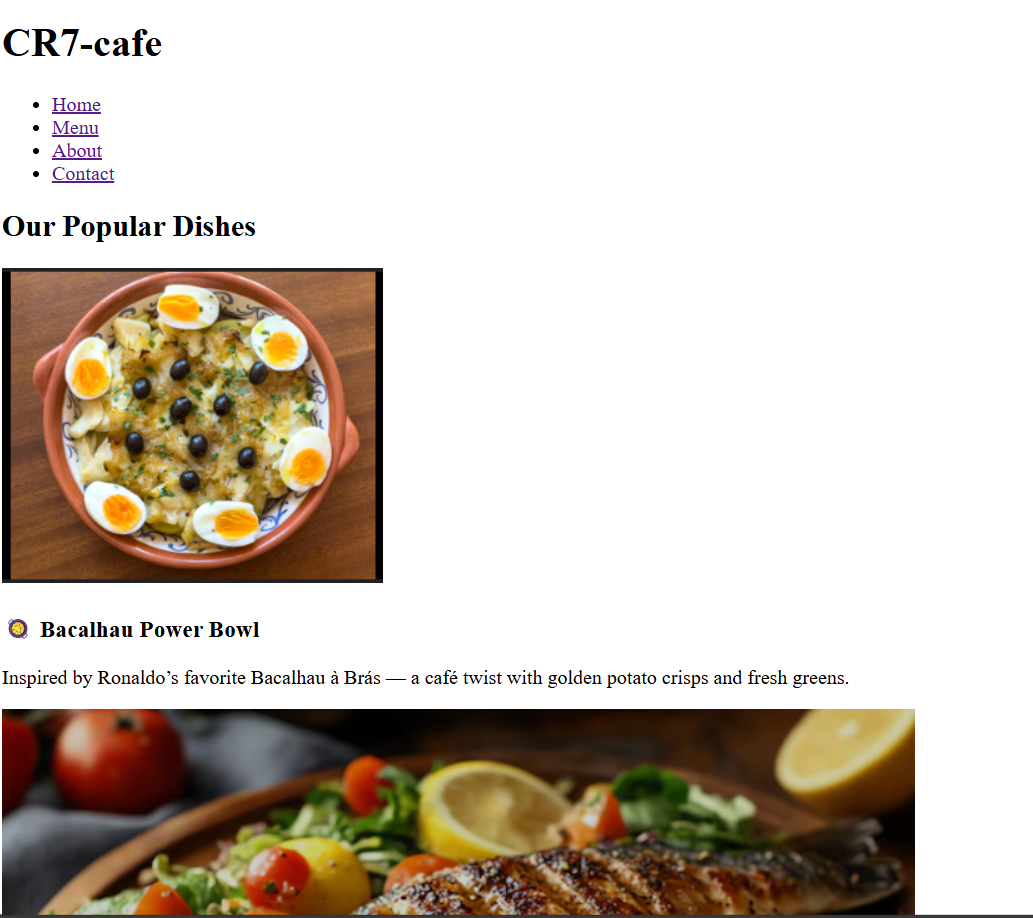 CR7-cafe
Home
Menu
About
Contact
Our Popular Dishes
Bacalhau Power Bowl
Inspired by Ronaldo’s favorite Bacalhau à Brás — a café twist with golden potato crisps and fresh greens.